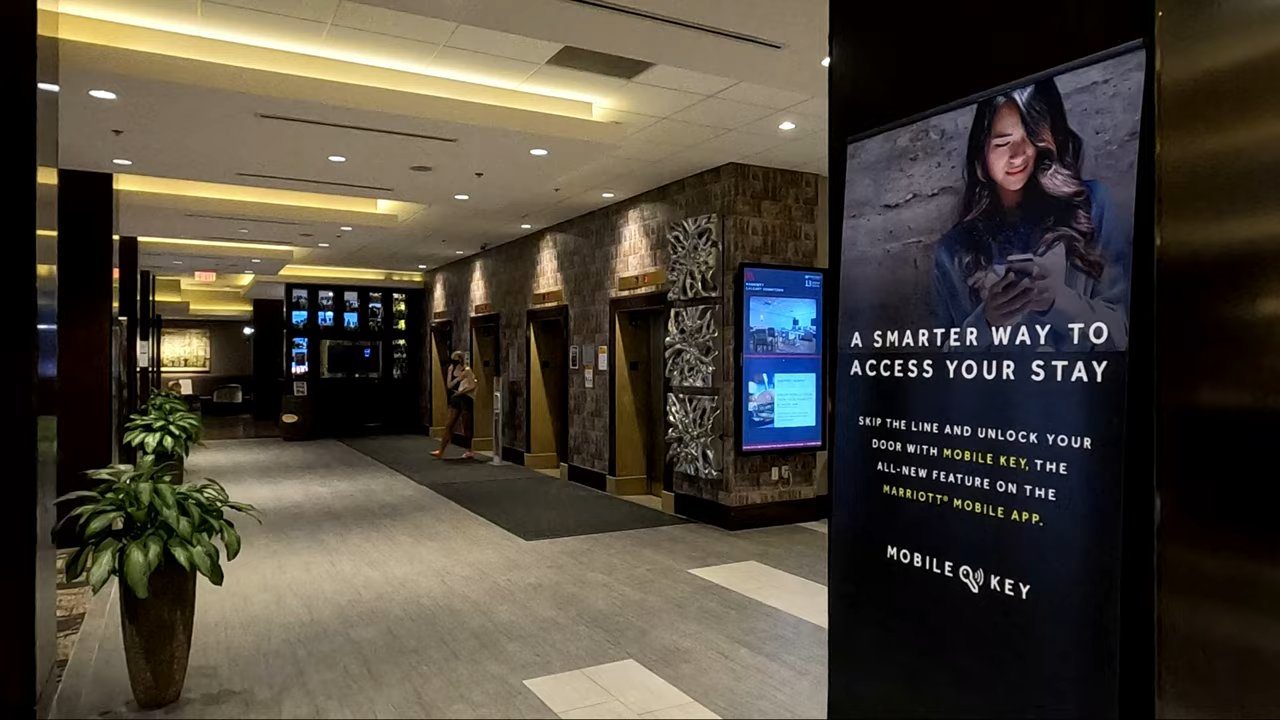 A SMARTER WAY TO
ACCESS YOUR STAY
SKIP THE LINE AND UNLOCK YOUR
DOOR WITH MOBILE KEY, THE
ALL-NEW FEATURE ON THE
MARRIOTT® MOBILE APP.
MOBILE KEY
EXIT